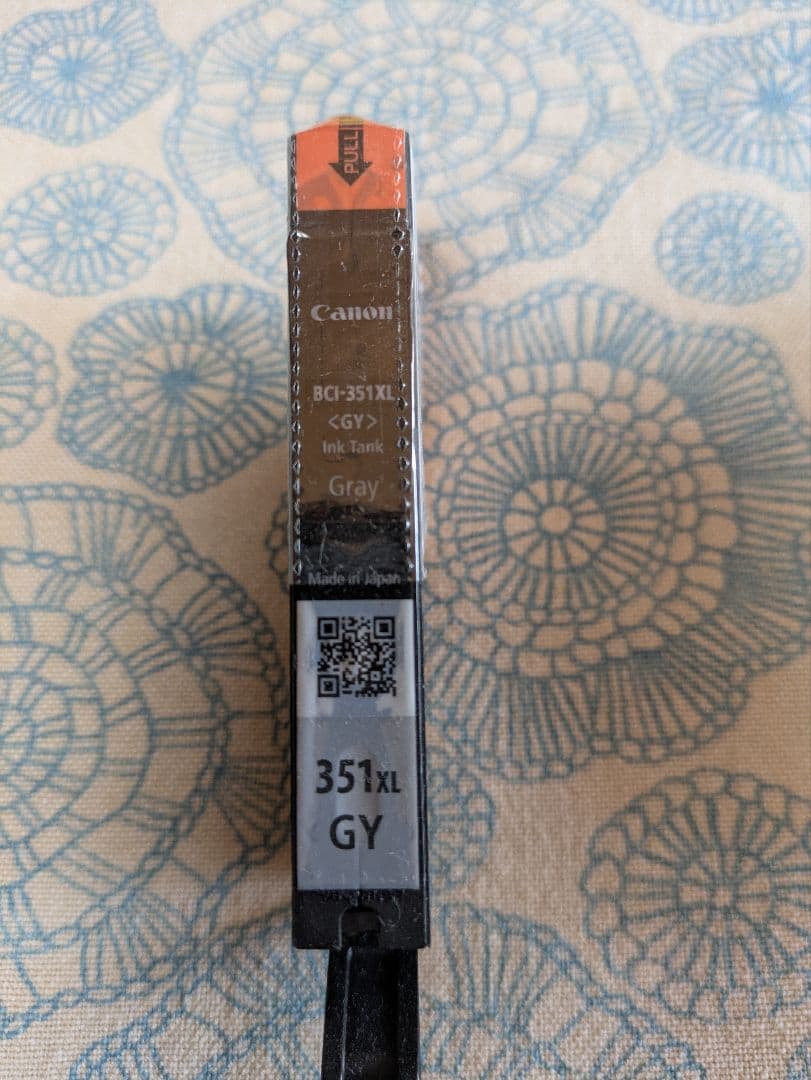 PULL
Canon
BCI-351XL
<GY>
Ink Tank
Gray
Made in Japan
351XL
GY